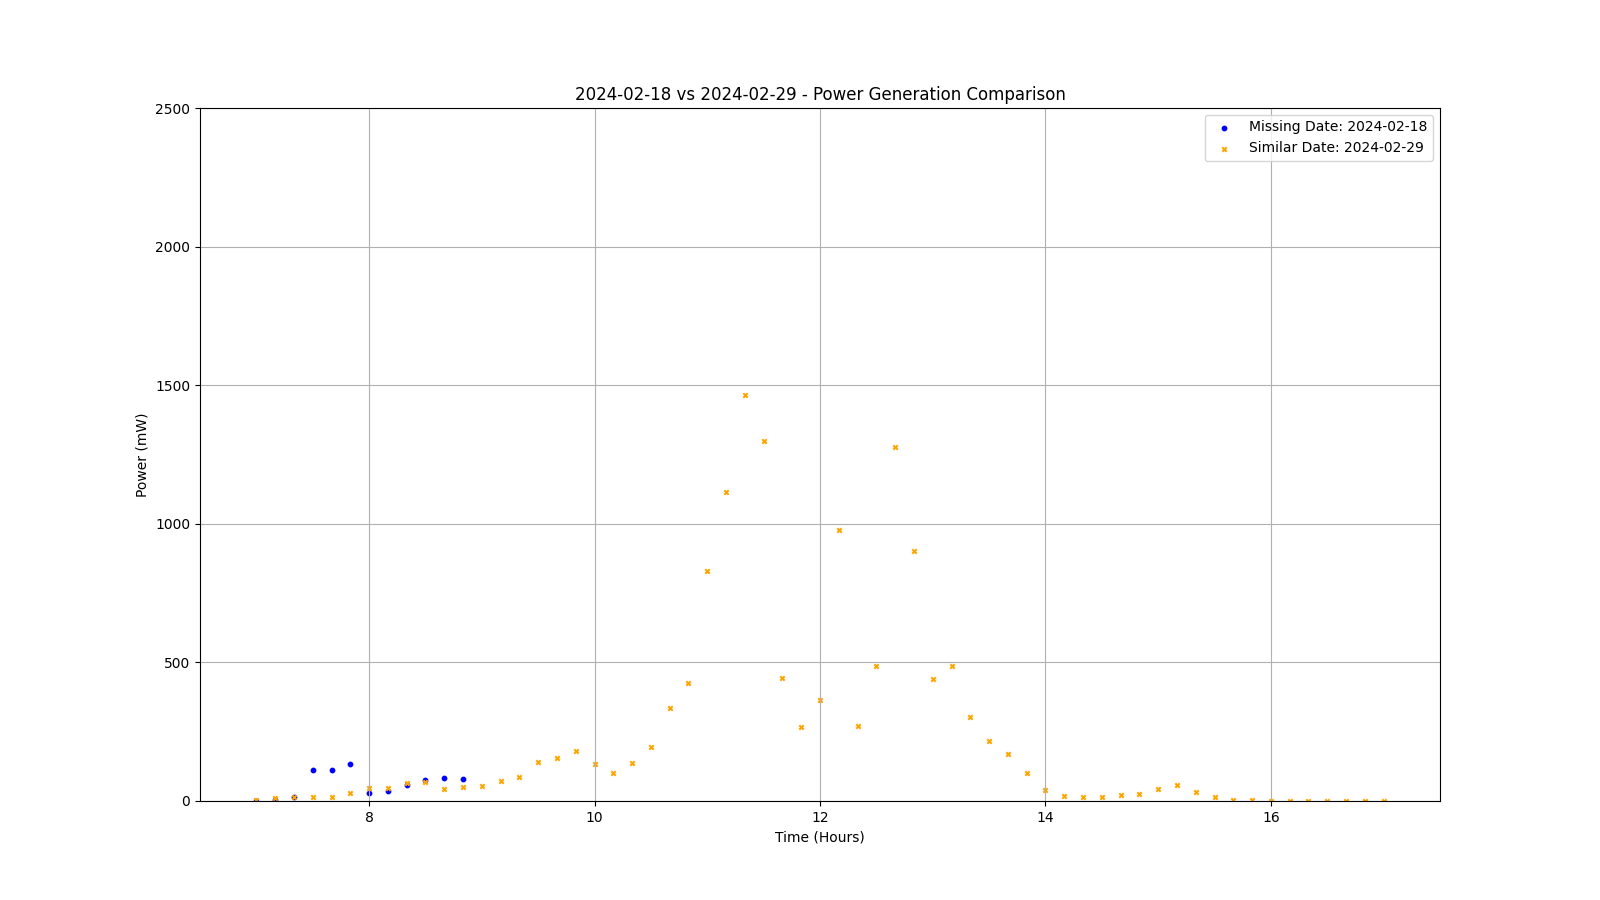 2024-02-18 vs 2024-02-29 - Power Generation Comparison
Missing Date: 2024-02-18
Similar Date: 2024-02-29
Power (mW)
2500
2000
1500
1000
500
0
8 10 12 14 16
Time (Hours)